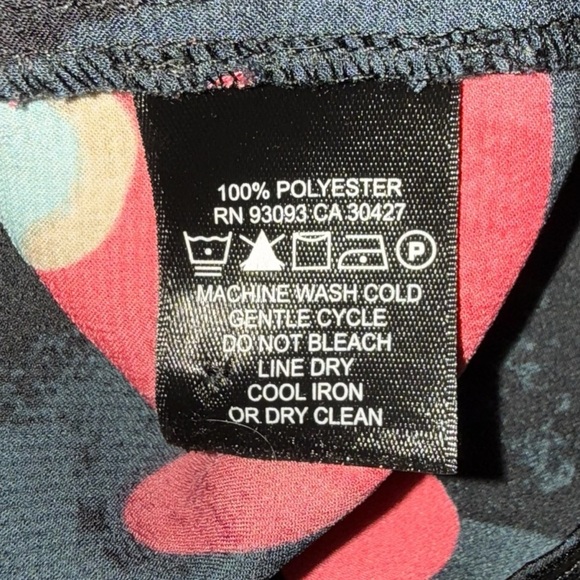 100% POLYESTER
RN 93093 CA 30427
P
MACHINE WASH COLD
GENTLE CYCLE
DO NOT BLEACH
LINE DRY
COOL IRON
OR DRY CLEAN